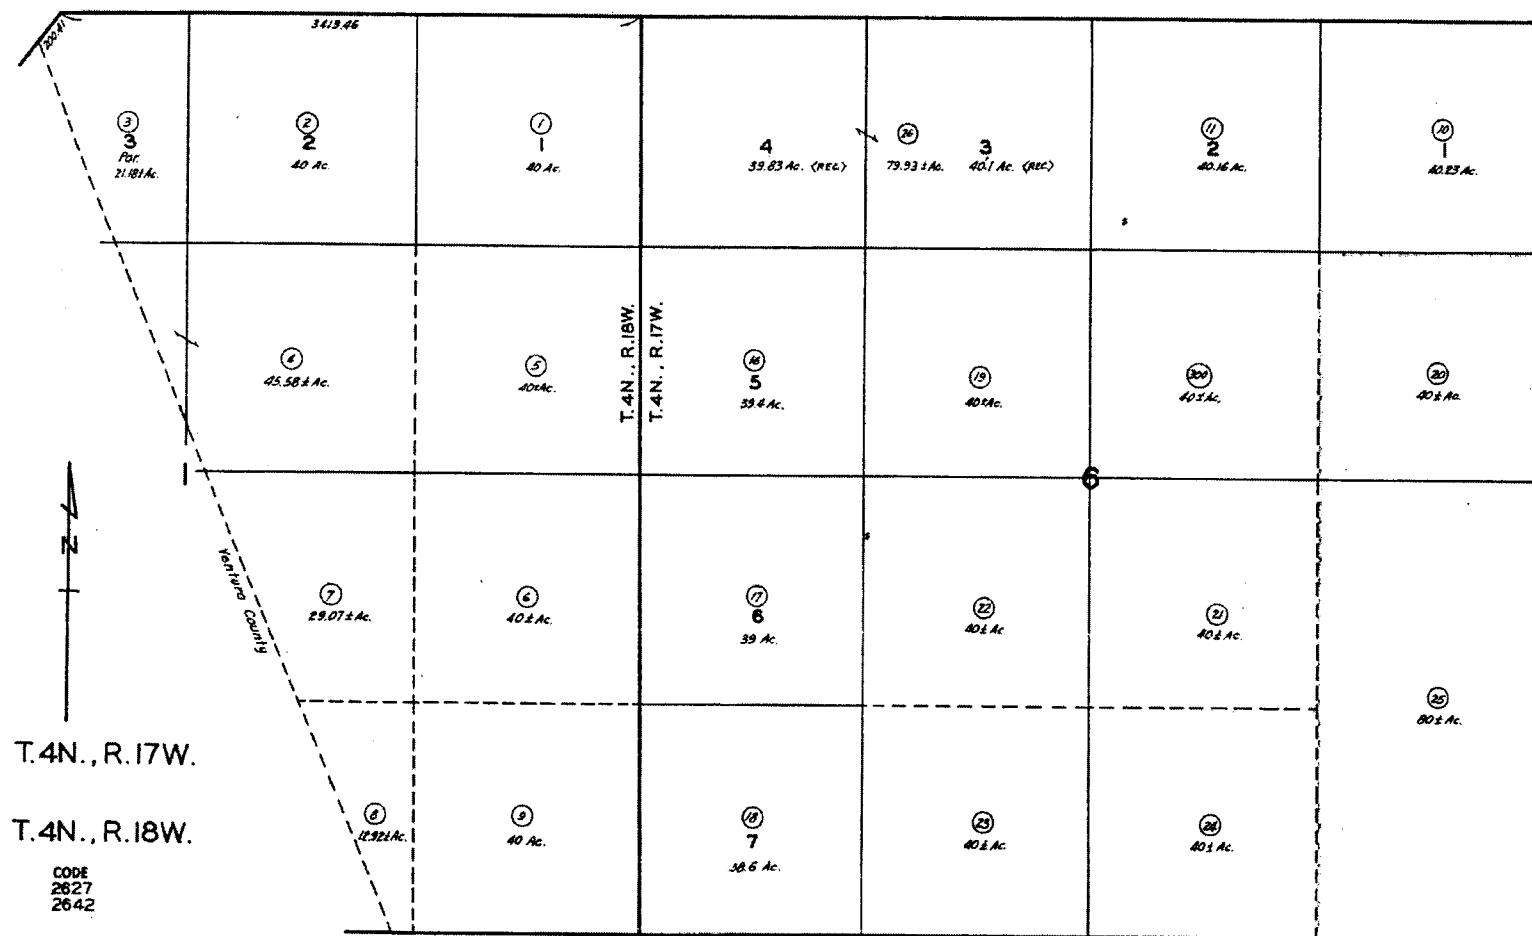 200.41
3419.46
3
3
Por.
21.18± Ac.
2
2
40 Ac.
1
1
40 Ac.
4
39.83 Ac. (REC.)
26
79.93 ± Ac.
3
40.1 Ac. (REC)
11
2
40.16 Ac.
10
1
40.23 Ac.
T.4N., R.18W.
T.4N., R.17W.
4
45.58 ± Ac.
5
40± Ac.
16
5
39.4 Ac.
19
40± Ac.
300
40± Ac.
20
40 ± Ac.
1
6
N
Ventura County
7
29.07 ± Ac.
6
40 ± Ac.
17
6
39 Ac.
22
40 ± Ac.
21
40 ± Ac.
25
80 ± Ac.
T.4N., R.17W.
T.4N., R.18W.
CODE
2627
2642
8
12.92± Ac.
9
40 Ac.
18
7
38.6 Ac.
23
40 ± Ac.
24
40 ± Ac.